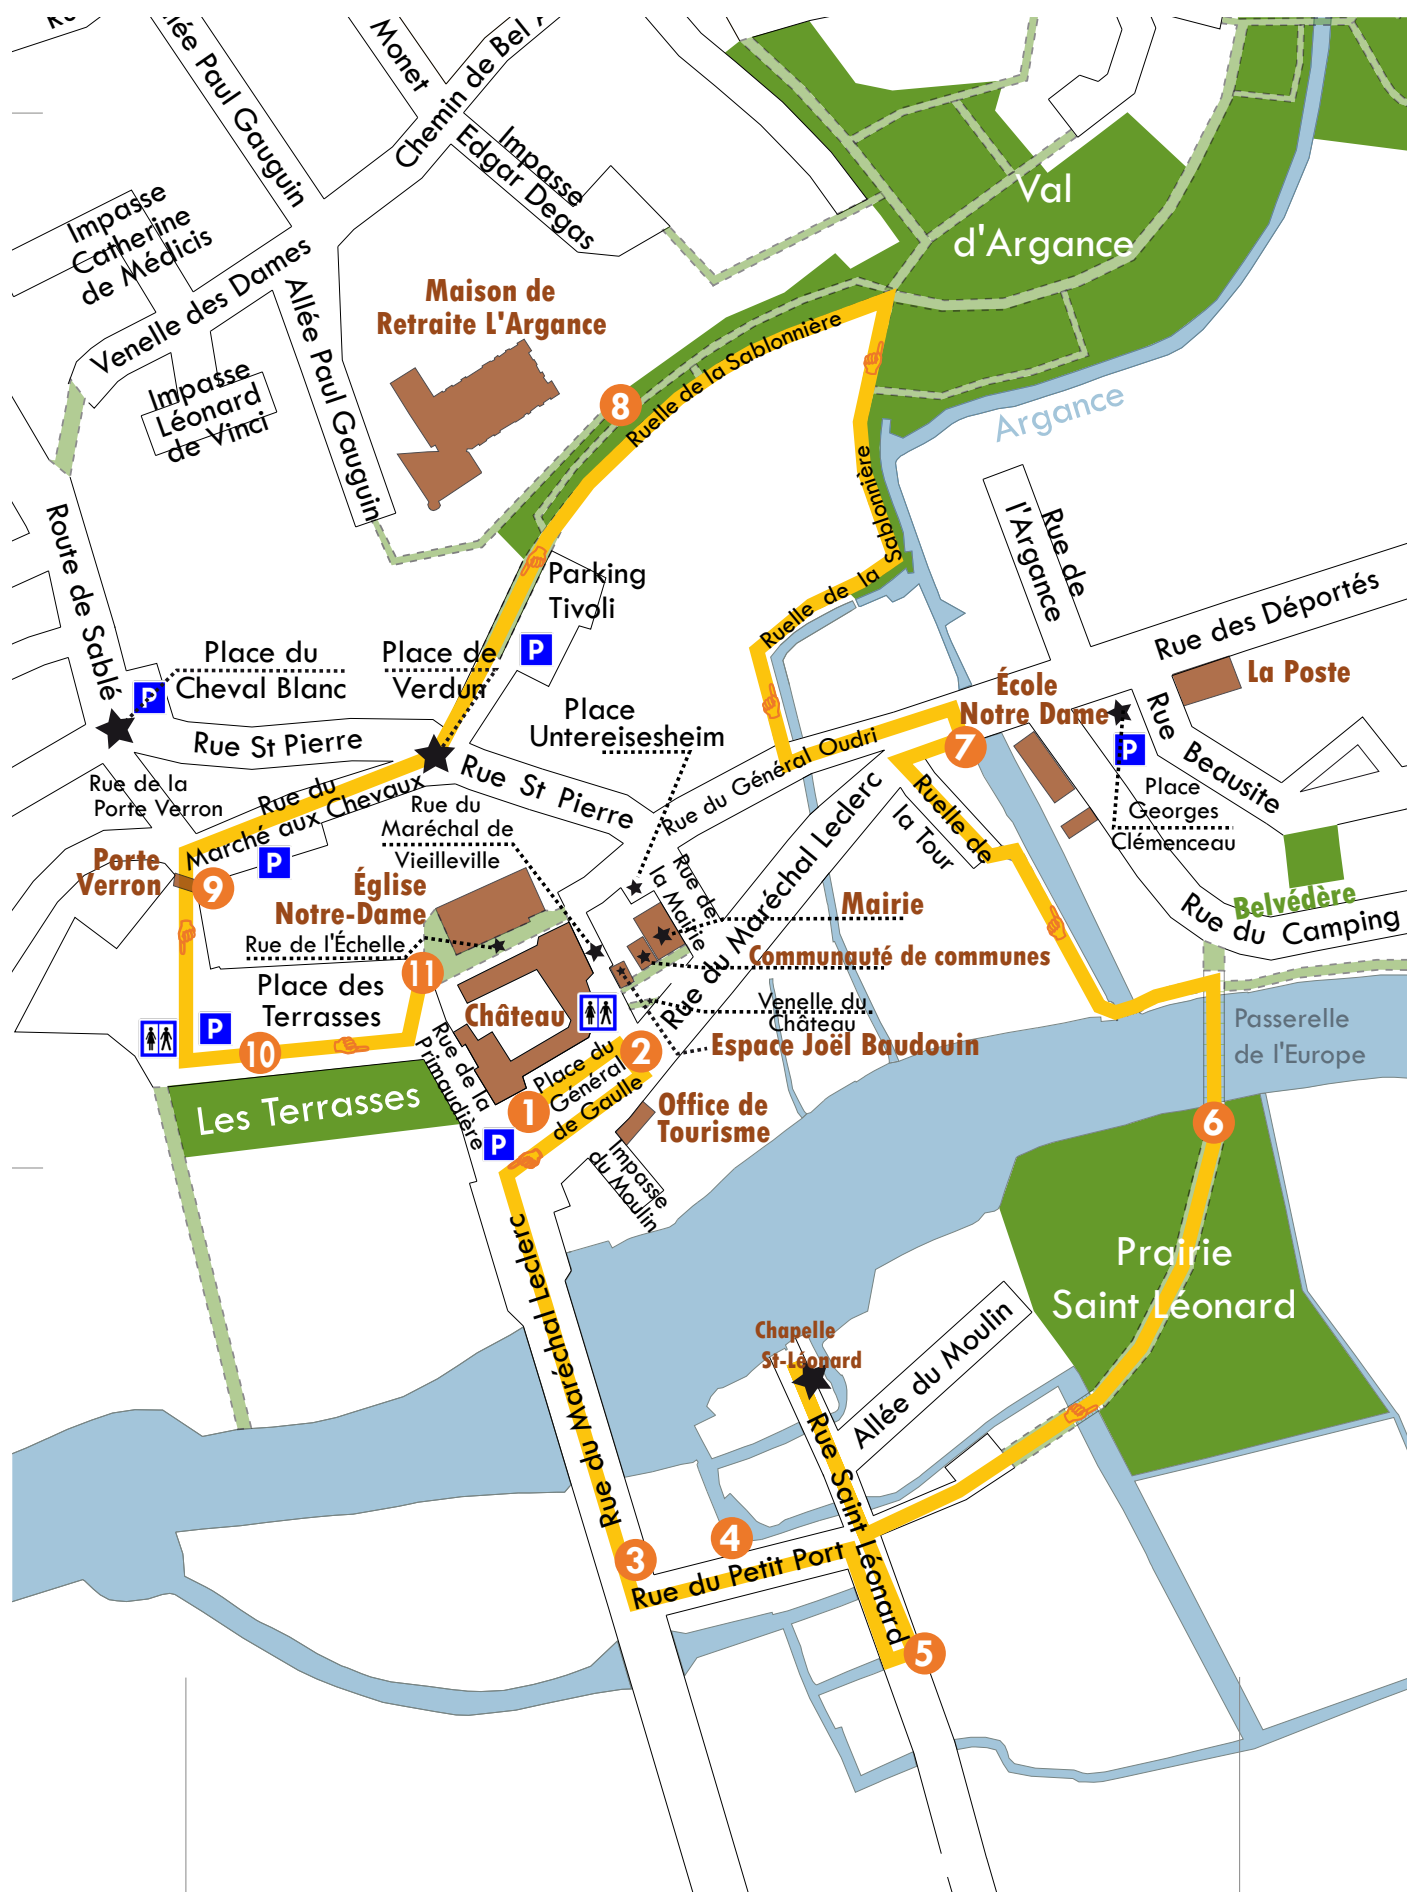 Allée Paul Gauguin
Monet
Chemin de Bel A
Impasse
Edgar Degas
Impasse
Catherine
de Médicis
Venelle des Dames
Allée Paul Gauguin
Impasse
Léonard
de Vinci
Maison de
Retraite L'Argance
Val
d'Argance
8
Ruelle de la Sablonnière
Argance
Ruelle de la Sablonnière
Rue de
l'Argance
Route de Sablé
Parking
Tivoli
P
Rue des Déportés
La Poste
Place du
Cheval Blanc
P
Place de
Verdun
École
Notre Dame
Place
Untereisesheim
Rue St Pierre
Rue St Pierre
Rue du Général Oudri
7
P
Rue Beausite
Place
Georges
Clémenceau
Rue de la
Porte Verron
Rue du
Marché aux Chevaux
P
Rue du
Maréchal de
Vieilleville
Ruelle de
la Tour
Porte
Verron
9
Église
Notre-Dame
Rue de
la Mairie
Rue du Maréchal Leclerc
Mairie
Belvédère
Rue du Camping
Rue de l'Échelle
Communauté de communes
11
Place des
Terrasses
P
10
Château
Venelle du
Château
Espace Joël Baudouin
Passerelle
de l'Europe
Rue de la
Primaudière
Place du
Général
de Gaulle
2
1
P
Les Terrasses
Office de
Tourisme
Impasse
du Moulin
6
Prairie
Saint Léonard
Rue du Maréchal Leclerc
Chapelle
St-Léonard
Allée du Moulin
Rue Saint Léonard
3
4
Rue du Petit Port
5